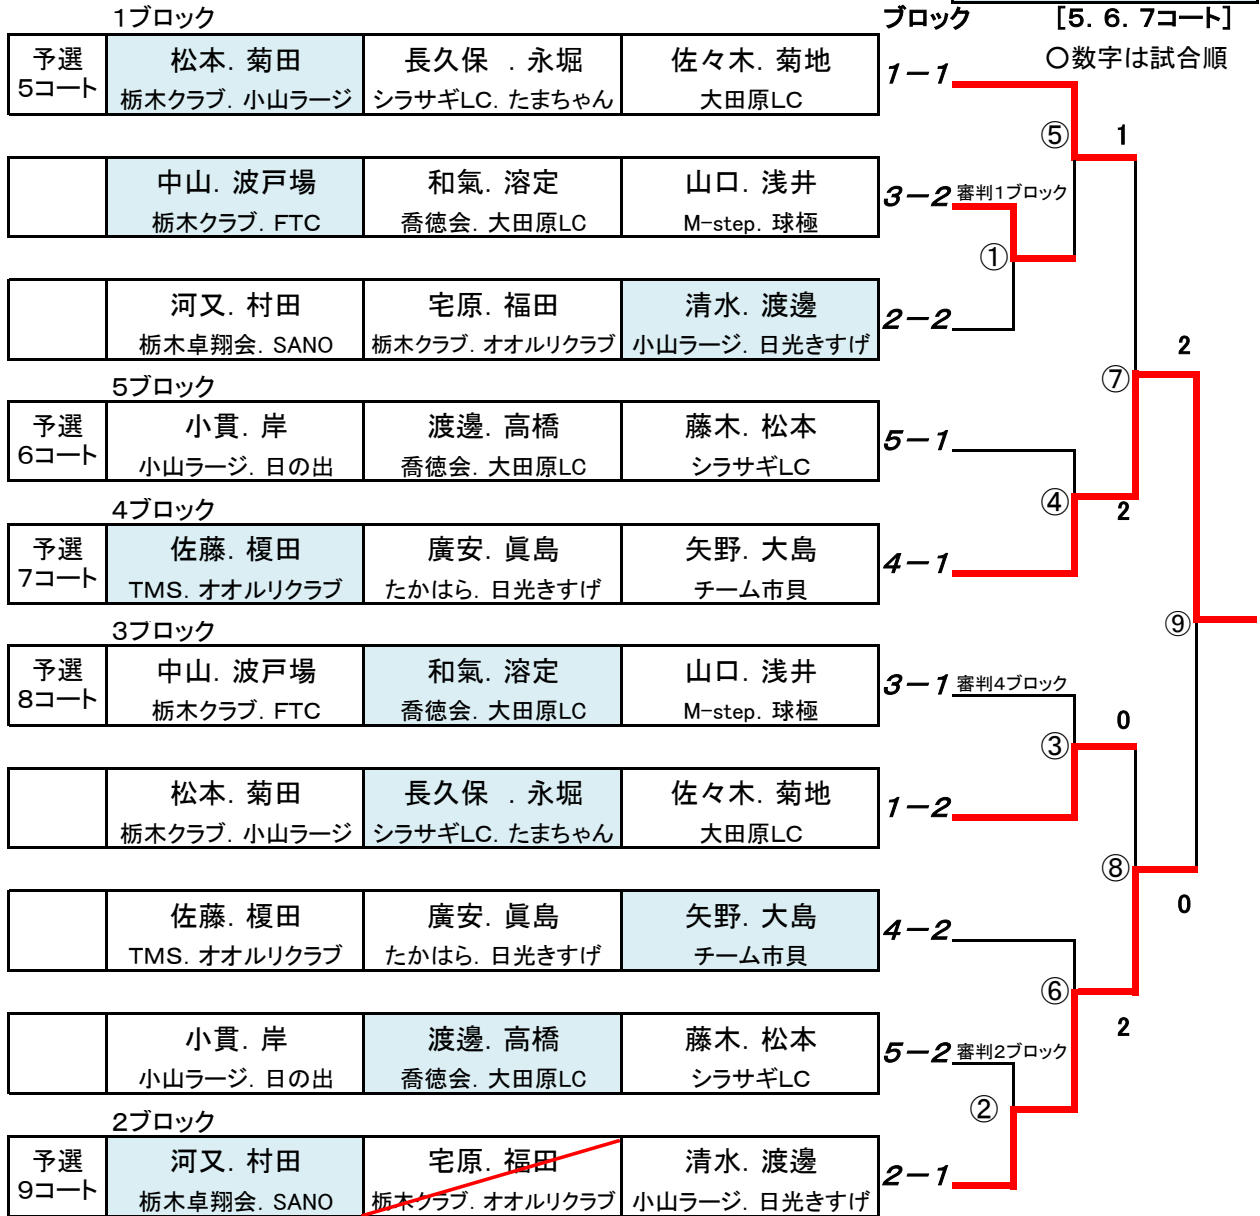 1ブロック
ブロック [5. 6. 7コート]
予選 5コート 松本. 菊田 長久保 . 永堀 佐々木. 菊地
栃木クラブ. 小山ラージ シラサギLC. たまちゃん 大田原LC
1-1
〇数字は試合順
⑤ 1
中山. 波戸場 和氣. 溶定 山口. 浅井
栃木クラブ. FTC 喬徳会. 大田原LC M-step. 球極
3-2 審判1ブロック
①
河又. 村田 宅原. 福田 清水. 渡邊
栃木卓翔会. SANO 栃木クラブ. オオルリクラブ 小山ラージ. 日光きすげ
2-2
2
⑦
5ブロック
予選 6コート 小貫. 岸 渡邊. 高橋 藤木. 松本
小山ラージ. 日の出 喬徳会. 大田原LC シラサギLC
5-1
④ 2
4ブロック
予選 7コート 佐藤. 榎田 廣安. 眞島 矢野. 大島
TMS. オオルリクラブ たかはら. 日光きすげ チーム市貝
4-1
⑨
3ブロック
予選 8コート 中山. 波戸場 和氣. 溶定 山口. 浅井
栃木クラブ. FTC 喬徳会. 大田原LC M-step. 球極
3-1 審判4ブロック
③ 0
松本. 菊田 長久保 . 永堀 佐々木. 菊地
栃木クラブ. 小山ラージ シラサギLC. たまちゃん 大田原LC
1-2
⑧
0
佐藤. 榎田 廣安. 眞島 矢野. 大島
TMS. オオルリクラブ たかはら. 日光きすげ チーム市貝
4-2
⑥
2
小貫. 岸 渡邊. 高橋 藤木. 松本
小山ラージ. 日の出 喬徳会. 大田原LC シラサギLC
5-2 審判2ブロック
②
2ブロック
予選 9コート 河又. 村田 宅原. 福田 清水. 渡邊
栃木卓翔会. SANO 栃木クラブ. オオルリクラブ 小山ラージ. 日光きすげ
2-1